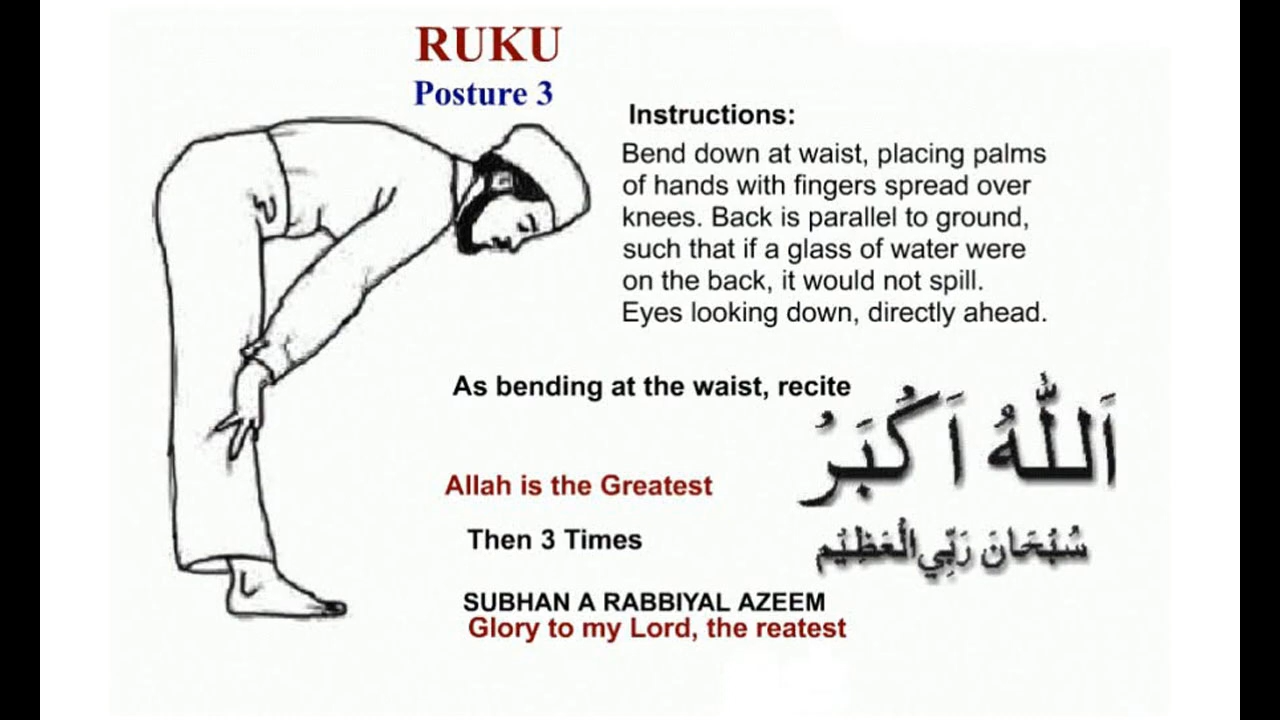 RUKU
Posture 3
Instructions:
Bend down at waist, placing palms
of hands with fingers spread over
knees. Back is parallel to ground,
such that if a glass of water were
on the back, it would not spill.
Eyes looking down, directly ahead.
As bending at the waist, recite
اَللّٰهُ اَكْبَرُ
Allah is the Greatest
Then 3 Times
سُبْحَانَ رَبِّيِ الْعَظِيْمِ
SUBHAN A RABBIYAL AZEEM
Glory to my Lord, the reatest